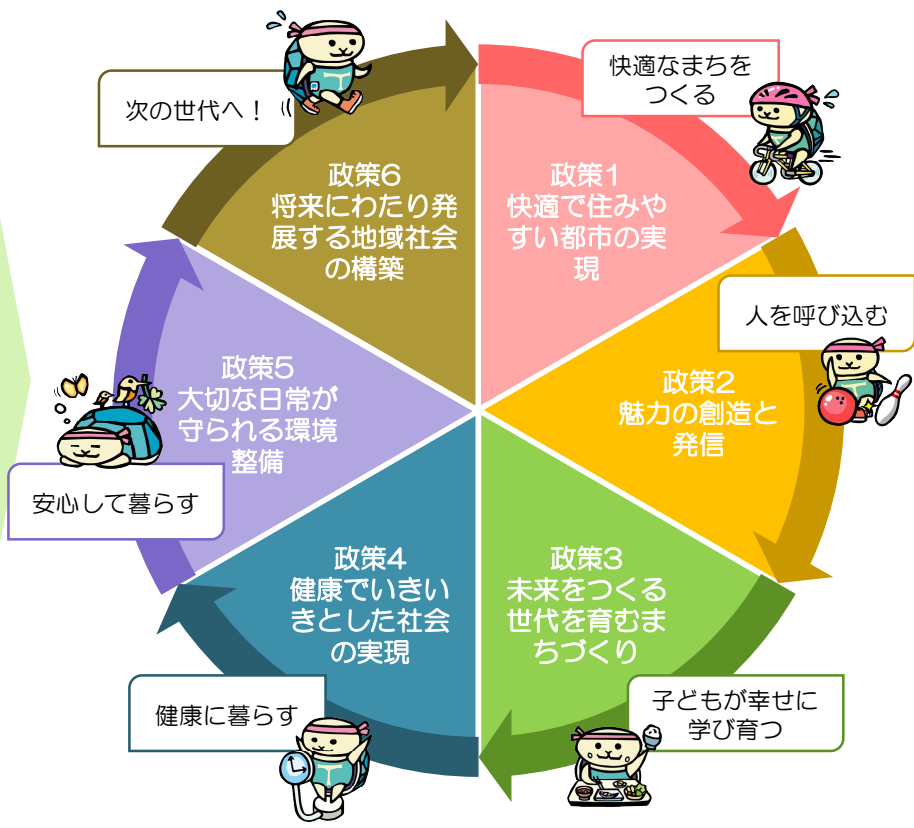 快適なまちを
つくる
政策1
快適で住みや
すい都市の実
現
人を呼び込む
政策2
魅力の創造と
発信
政策3
未来をつくる
世代を育むま
ちづくり
子どもが幸せに
学び育つ
政策4
健康でいきい
きとした社会
の実現
健康に暮らす
政策5
大切な日常が
守られる環境
整備
安心して暮らす
政策6
将来にわたり発
展する地域社会
の構築
次の世代へ！